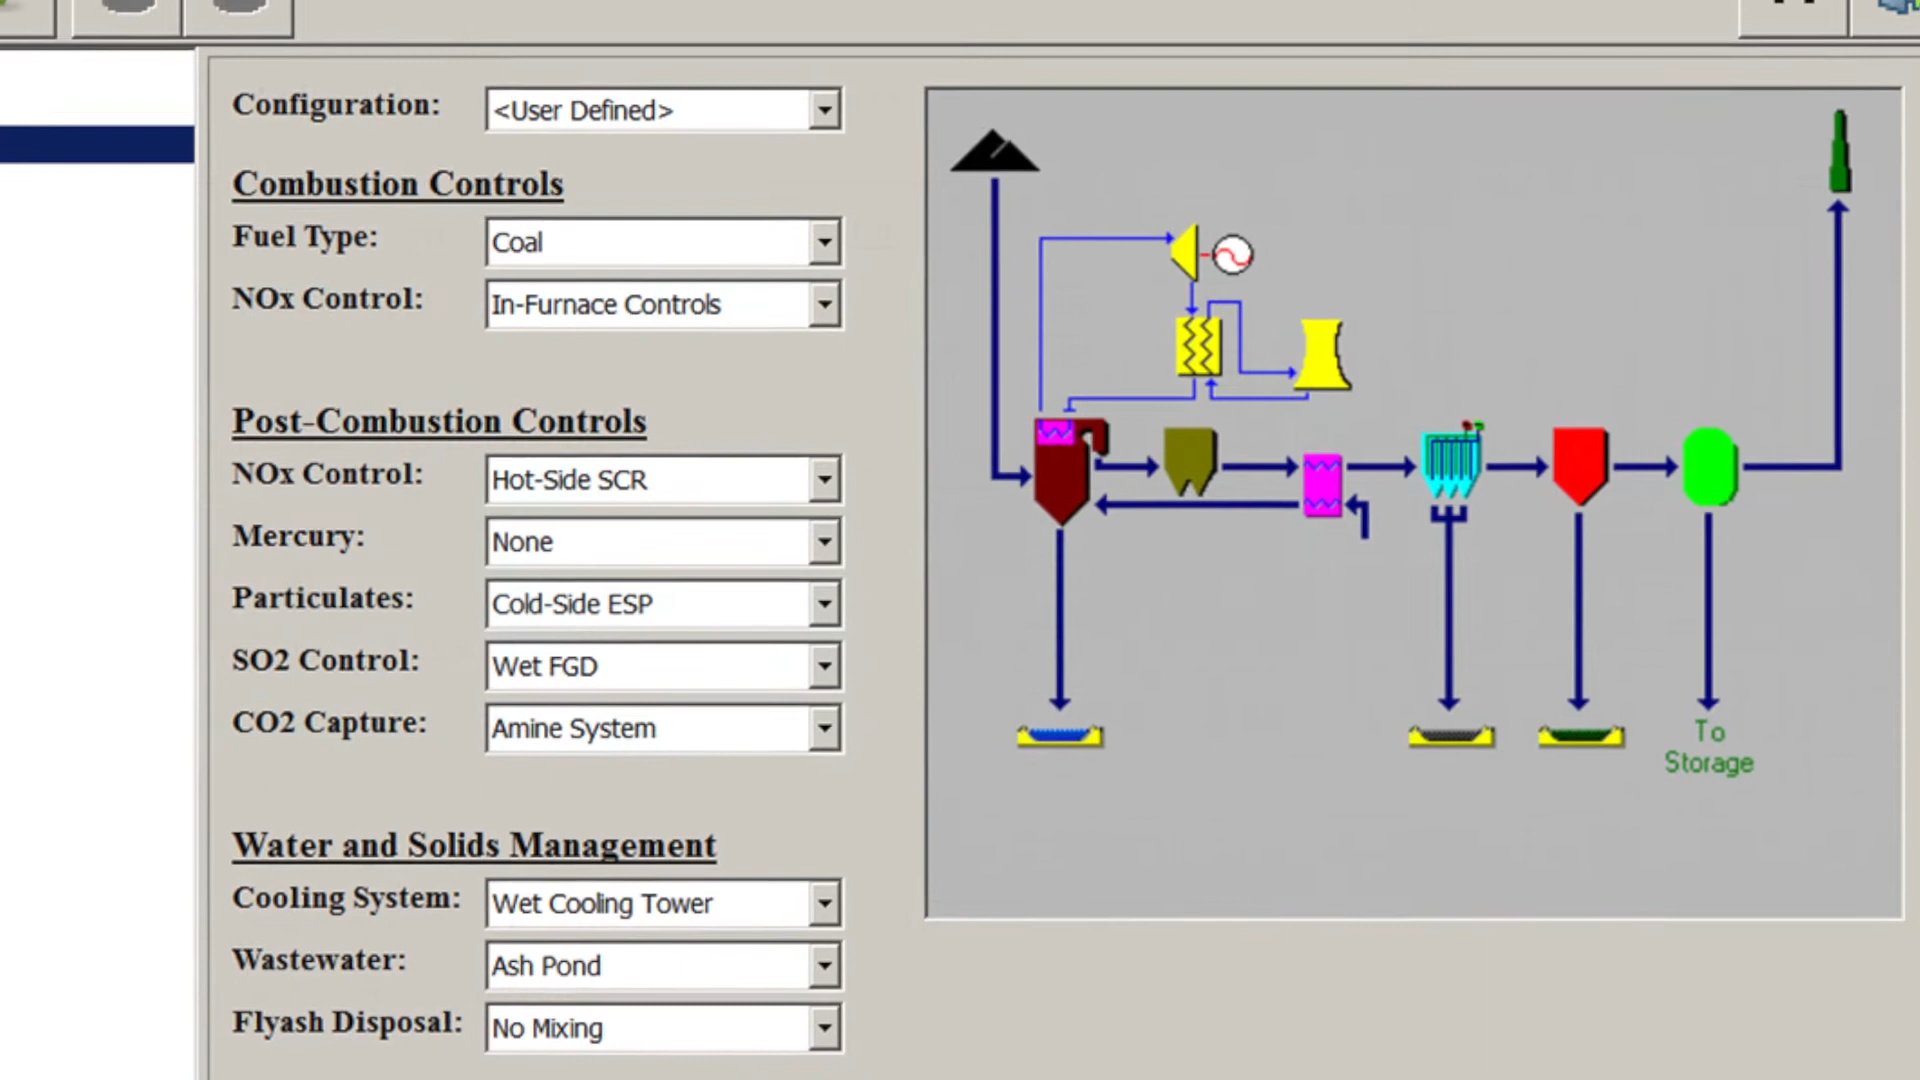 Configuration: <User Defined>
Combustion Controls
Fuel Type: Coal
NOx Control: In-Furnace Controls
Post-Combustion Controls
NOx Control: Hot-Side SCR
Mercury: None
Particulates: Cold-Side ESP
SO2 Control: Wet FGD
CO2 Capture: Amine System
Water and Solids Management
Cooling System: Wet Cooling Tower
Wastewater: Ash Pond
Flyash Disposal: No Mixing
To
Storage